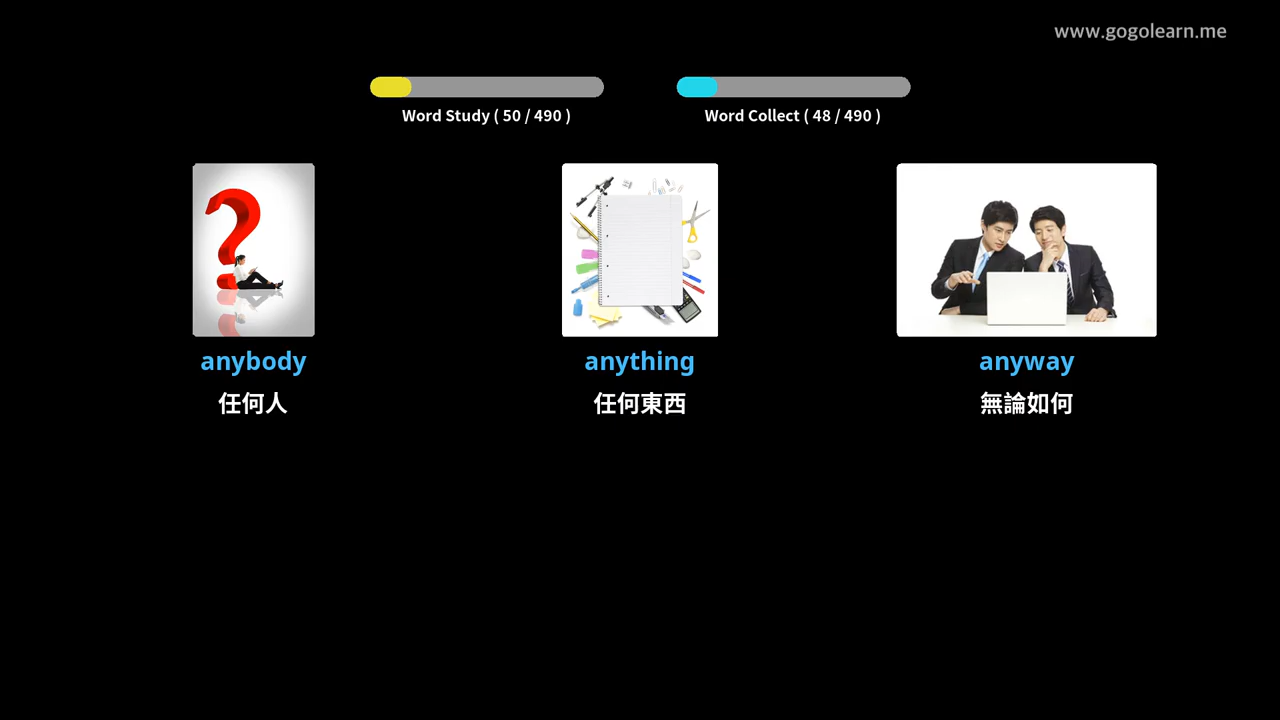 www.gogolearn.me
Word Study ( 50 / 490 )
Word Collect ( 48 / 490 )
anybody
任何人
anything
任何東西
anyway
無論如何